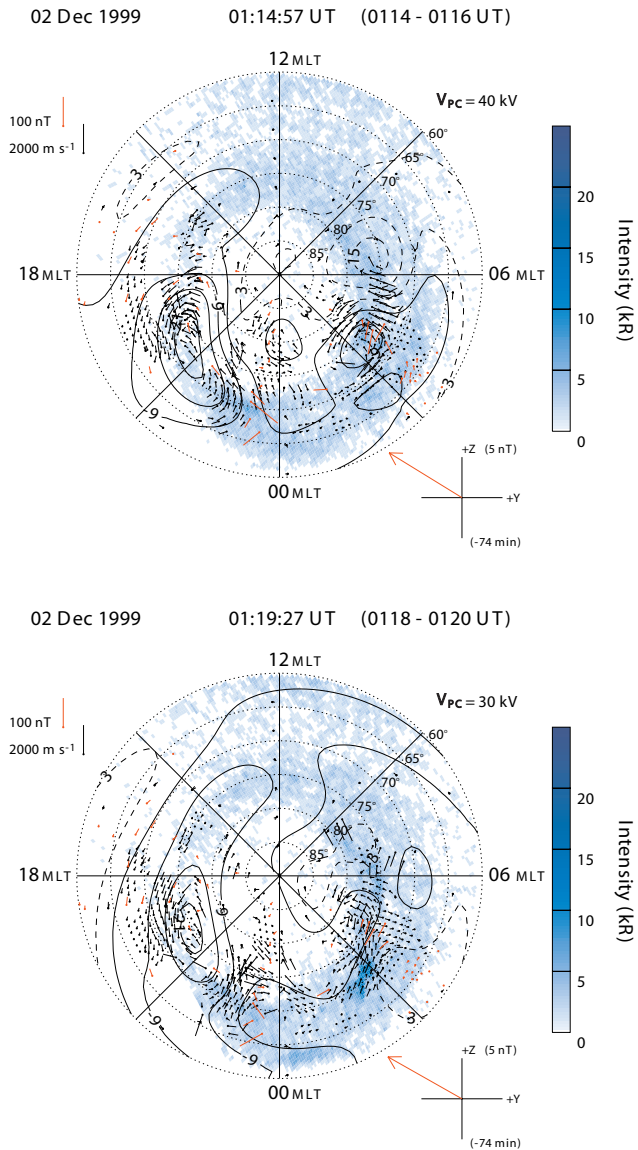 02 Dec 1999 01:14:57 UT (0114 - 0116 UT)
12 MLT
V_PC = 40 kV
100 nT
2000 m s⁻¹
60°
65°
70°
75°
80°
85°
3
15
18 MLT
06 MLT
3
9
3
-9
-3
00 MLT
+Z (5 nT)
+Y
(-74 min)
20
15
10
5
0
Intensity (kR)
02 Dec 1999 01:19:27 UT (0118 - 0120 UT)
12 MLT
V_PC = 30 kV
100 nT
2000 m s⁻¹
60°
65°
70°
75°
80°
85°
3
18 MLT
06 MLT
-9
-3
-9
-9
00 MLT
+Z (5 nT)
+Y
(-74 min)
20
15
10
5
0
Intensity (kR)